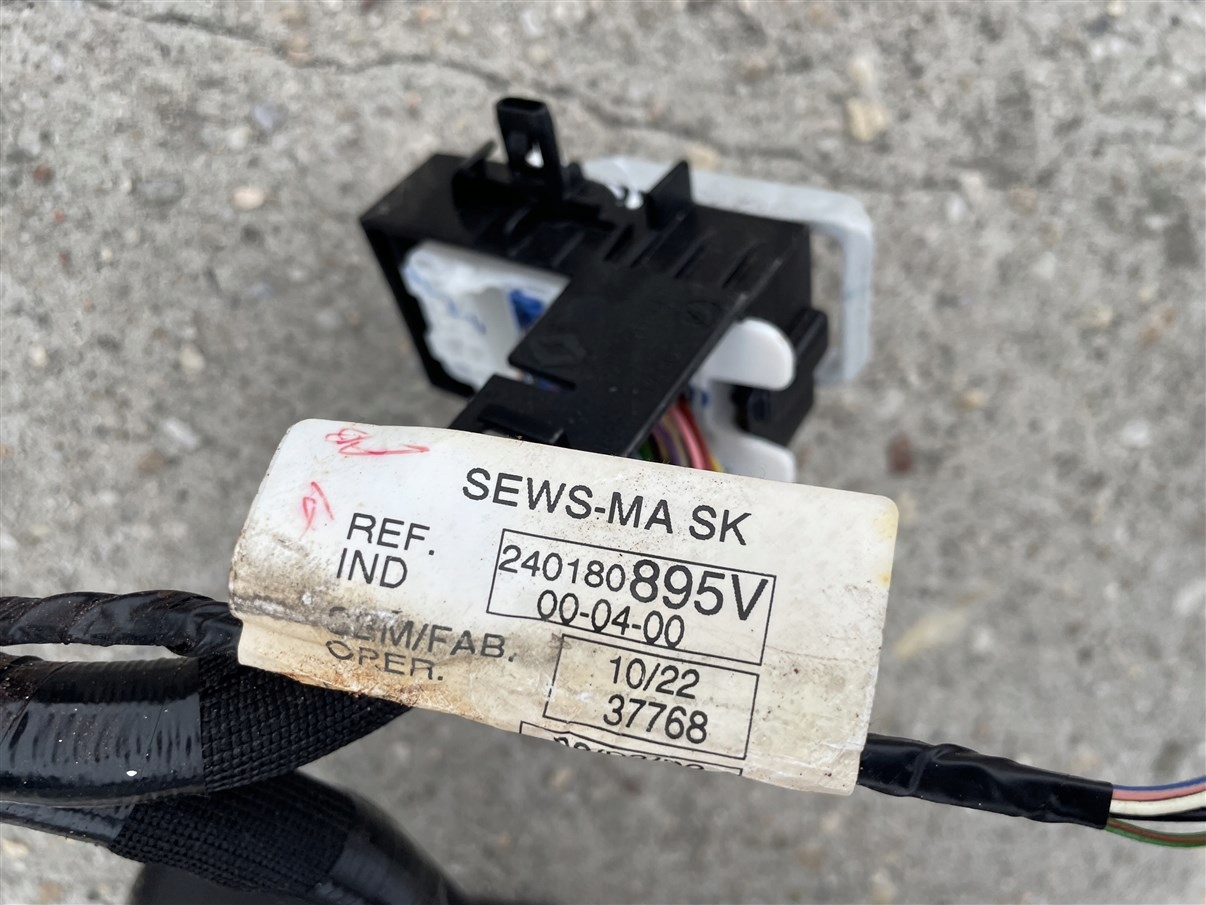 SEWS-MA SK
REF. 240180895V
IND 00-04-00
SEM/FAB. 10/22
OPER. 37768